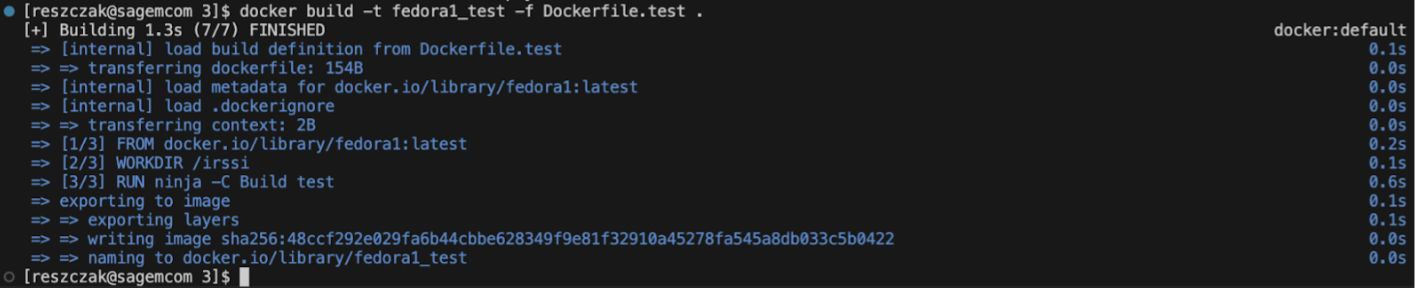 [reszczak@sagemcom 3]$ docker build -t fedora1_test -f Dockerfile.test .
[+] Building 1.3s (7/7) FINISHED docker:default
=> [internal] load build definition from Dockerfile.test 0.1s
=> => transferring dockerfile: 154B 0.0s
=> [internal] load metadata for docker.io/library/fedora1:latest 0.0s
=> [internal] load .dockerignore 0.0s
=> => transferring context: 2B 0.0s
=> [1/3] FROM docker.io/library/fedora1:latest 0.2s
=> [2/3] WORKDIR /irssi 0.1s
=> [3/3] RUN ninja -C Build test 0.6s
=> exporting to image 0.1s
=> => exporting layers 0.1s
=> => writing image sha256:48ccf292e029fa6b44cbbe628349f9e81f32910a45278fa545a8db033c5b0422 0.0s
=> => naming to docker.io/library/fedora1_test 0.0s
[reszczak@sagemcom 3]$